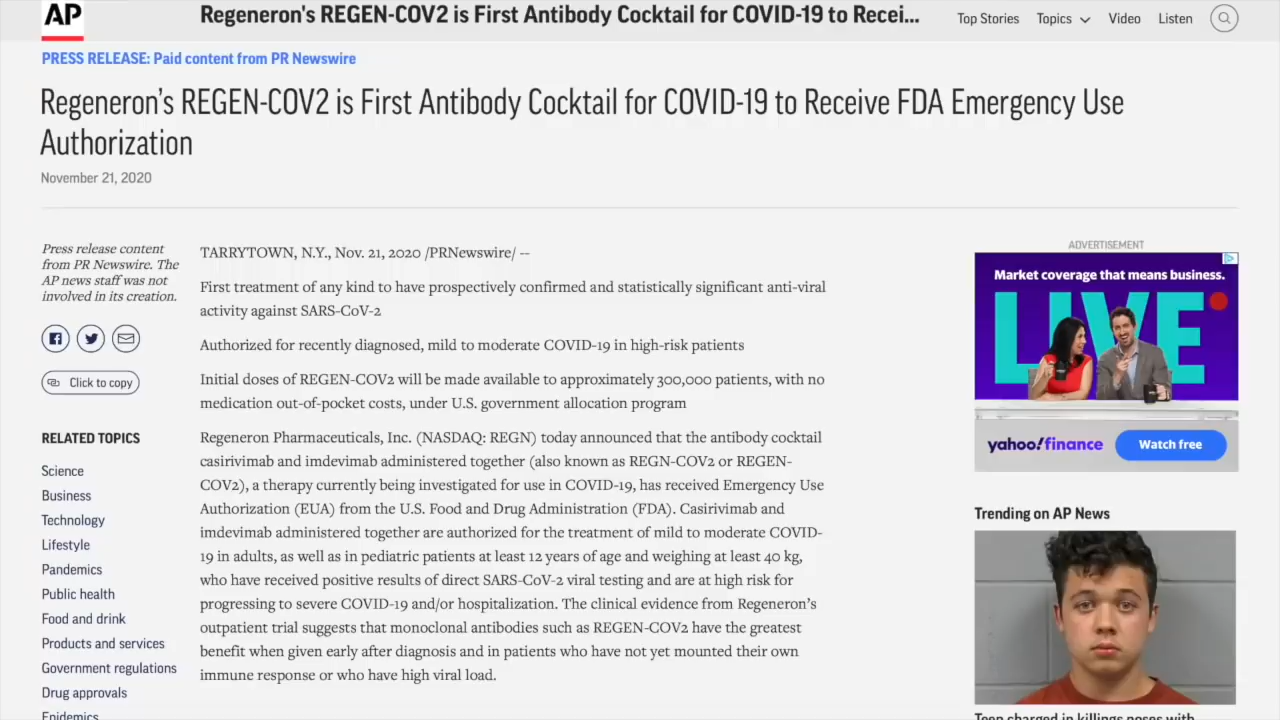 AP
Regeneron's REGEN-COV2 is First Antibody Cocktail for COVID-19 to Recei...
Top Stories
Topics
Video
Listen
PRESS RELEASE: Paid content from PR Newswire
Regeneron’s REGEN-COV2 is First Antibody Cocktail for COVID-19 to Receive FDA Emergency Use
Authorization
November 21, 2020
Press release content
from PR Newswire. The
AP news staff was not
involved in its creation.
Click to copy
RELATED TOPICS
Science
Business
Technology
Lifestyle
Pandemics
Public health
Food and drink
Products and services
Government regulations
Drug approvals
Epidemics
TARRYTOWN, N.Y., Nov. 21, 2020 /PRNewswire/ --
First treatment of any kind to have prospectively confirmed and statistically significant anti-viral
activity against SARS-CoV-2
Authorized for recently diagnosed, mild to moderate COVID-19 in high-risk patients
Initial doses of REGEN-COV2 will be made available to approximately 300,000 patients, with no
medication out-of-pocket costs, under U.S. government allocation program
Regeneron Pharmaceuticals, Inc. (NASDAQ: REGN) today announced that the antibody cocktail
casirivimab and imdevimab administered together (also known as REGN-COV2 or REGEN-
COV2), a therapy currently being investigated for use in COVID-19, has received Emergency Use
Authorization (EUA) from the U.S. Food and Drug Administration (FDA). Casirivimab and
imdevimab administered together are authorized for the treatment of mild to moderate COVID-
19 in adults, as well as in pediatric patients at least 12 years of age and weighing at least 40 kg,
who have received positive results of direct SARS-CoV-2 viral testing and are at high risk for
progressing to severe COVID-19 and/or hospitalization. The clinical evidence from Regeneron’s
outpatient trial suggests that monoclonal antibodies such as REGEN-COV2 have the greatest
benefit when given early after diagnosis and in patients who have not yet mounted their own
immune response or who have high viral load.
ADVERTISEMENT
Market coverage that means business.
LIVE
yahoo!finance
Watch free
Trending on AP News
Teen charged in killings poses with